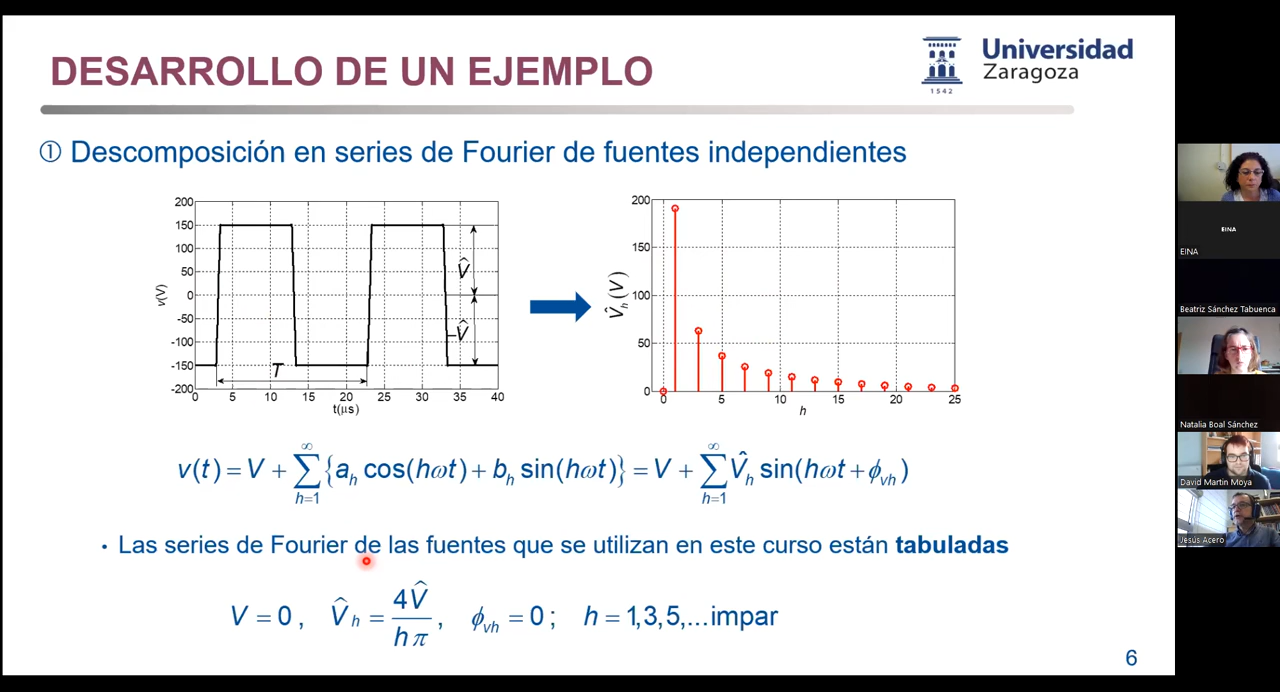 DESARROLLO DE UN EJEMPLO
Universidad
Zaragoza
1542
① Descomposición en series de Fourier de fuentes independientes
200
150
100
50
0
-50
-100
-150
-200
v(V)
0 5 10 15 20 25 30 35 40
t(μs)
T
V̂
-V̂
200
150
100
50
0
V̂h (V)
0 5 10 15 20 25
h
v(t) = V + ∑_{h=1}^{∞} {a_h cos(hωt) + b_h sin(hωt)} = V + ∑_{h=1}^{∞} V̂_h sin(hωt + ϕ_vh)
• Las series de Fourier de las fuentes que se utilizan en este curso están tabuladas
V = 0 , V̂_h = 4V̂ / hπ , ϕ_vh = 0 ; h = 1,3,5,...impar
6
EINA
EINA
Beatriz Sánchez Tabuenca
Natalia Boal Sánchez
David Martin Moya
Jesús Acero